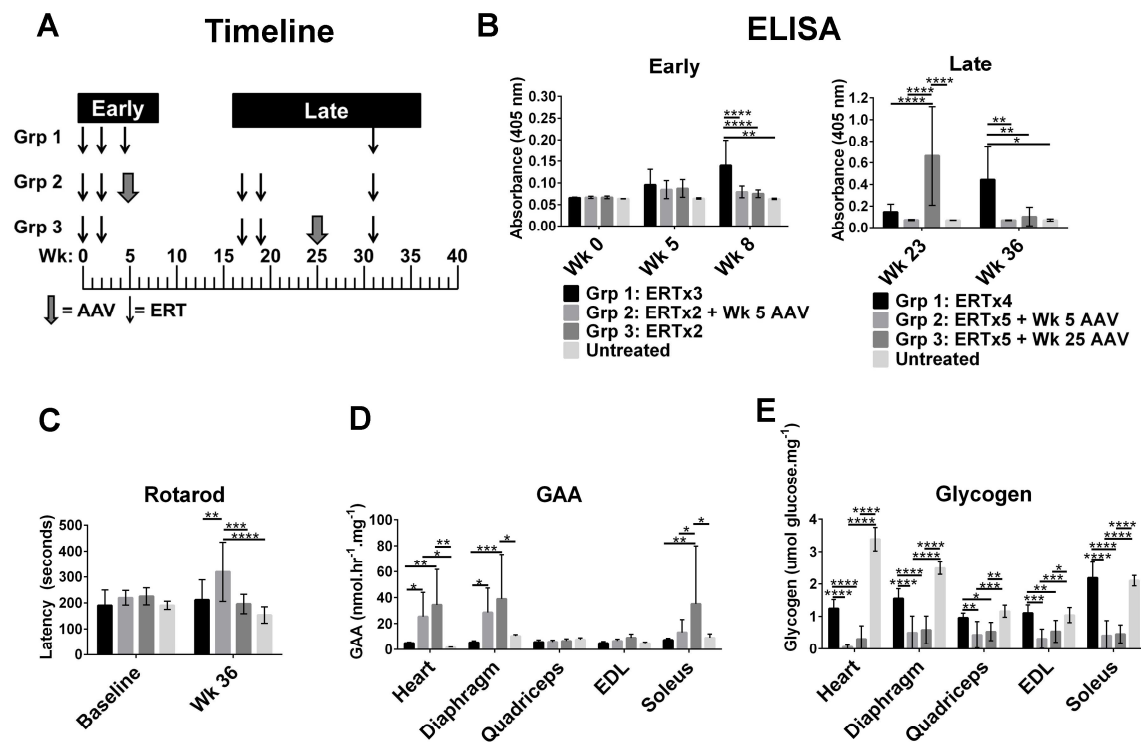 A
Timeline
Early
Late
Grp 1
Grp 2
Grp 3
Wk: 0 5 10 15 20 25 30 35 40
= AAV = ERT
B
ELISA
Early
Absorbance (405 nm)
0.30
0.25
0.20
0.15
0.10
0.05
0.00
****
****
**
Wk 0
Wk 5
Wk 8
Grp 1: ERTx3
Grp 2: ERTx2 + Wk 5 AAV
Grp 3: ERTx2
Untreated
Late
Absorbance (405 nm)
1.2
1.0
0.8
0.6
0.4
0.2
0.0
****
****
****
**
**
*
Wk 23
Wk 36
Grp 1: ERTx4
Grp 2: ERTx5 + Wk 5 AAV
Grp 3: ERTx5 + Wk 25 AAV
Untreated
C
Rotarod
Latency (seconds)
500
400
300
200
100
0
**
***
****
Baseline
Wk 36
D
GAA
GAA (nmol.hr-1.mg-1)
100
80
60
40
20
0
**
*
**
*
***
*
*
*
*
**
Heart
Diaphragm
Quadriceps
EDL
Soleus
E
Glycogen
Glycogen (umol glucose.mg-1)
4
3
2
1
0
****
****
****
****
****
****
****
****
**
***
*
**
*
***
**
***
****
****
****
****
Heart
Diaphragm
Quadriceps
EDL
Soleus